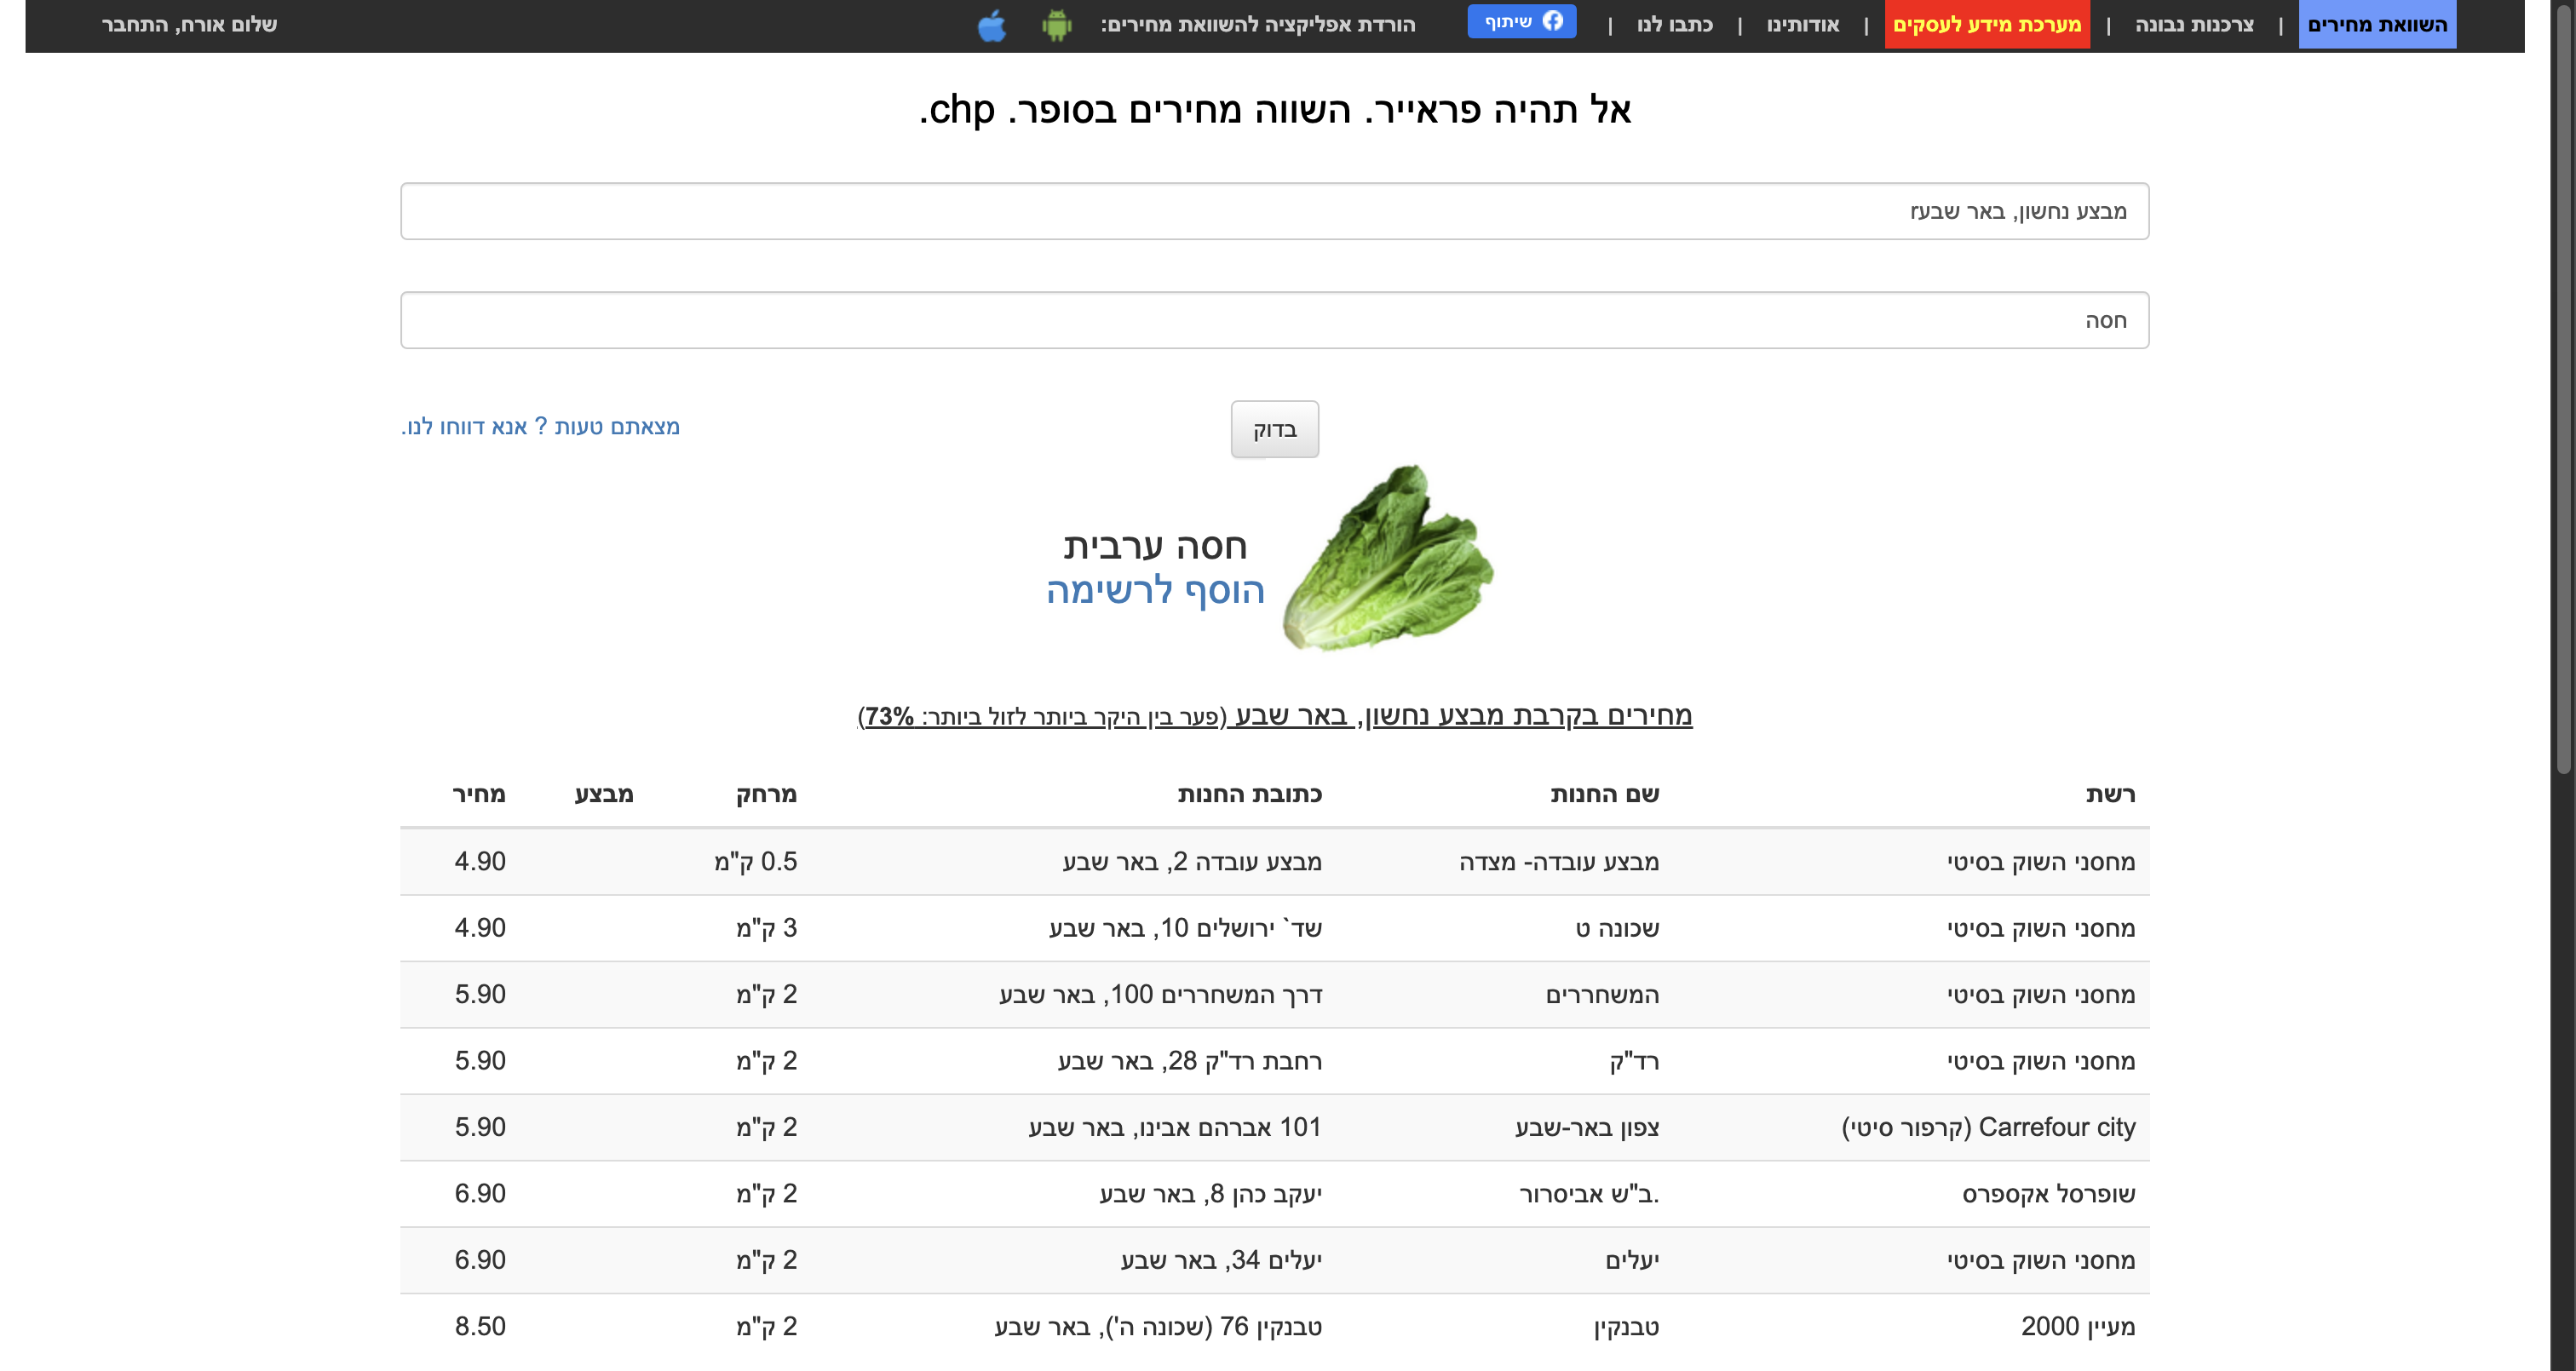 השוואת מחירים | צרכנות נבונה | מערכת מידע לעסקים | אודותינו | כתבו לנו | שיתוף הורדת אפליקציה להשוואת מחירים: שלום אורח, התחבר
אל תהיה פראייר. השווה מחירים בסופר. chp.
מבצע נחשון, באר שבעr
חסה
בדוק
מצאתם טעות ? אנא דווחו לנו.
חסה ערבית
הוסף לרשימה
מחירים בקרבת מבצע נחשון, באר שבע (פער בין היקר ביותר לזול ביותר: 73%)
רשת שם החנות כתובת החנות מרחק מבצע מחיר
מחסני השוק בסיטי מבצע עובדה- מצדה מבצע עובדה 2, באר שבע 0.5 ק"מ 4.90
מחסני השוק בסיטי שכונה ט שד` ירושלים 10, באר שבע 3 ק"מ 4.90
מחסני השוק בסיטי המשחררים דרך המשחררים 100, באר שבע 2 ק"מ 5.90
מחסני השוק בסיטי רד"ק רחבת רד"ק 28, באר שבע 2 ק"מ 5.90
Carrefour city (קרפור סיטי) צפון באר-שבע 101 אברהם אבינו, באר שבע 2 ק"מ 5.90
שופרסל אקספרס ב"ש אביסרור. יעקב כהן 8, באר שבע 2 ק"מ 6.90
מחסני השוק בסיטי יעלים יעלים 34, באר שבע 2 ק"מ 6.90
מעיין 2000 טבנקין טבנקין 76 (שכונה ה'), באר שבע 2 ק"מ 8.50